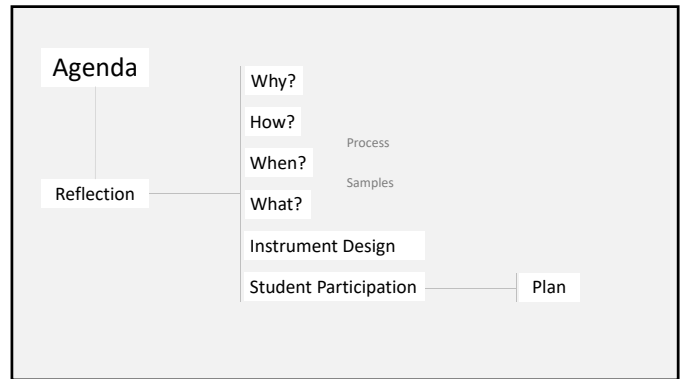 Agenda
Why?
How?
Process
When?
Samples
Reflection
What?
Instrument Design
Student Participation
Plan